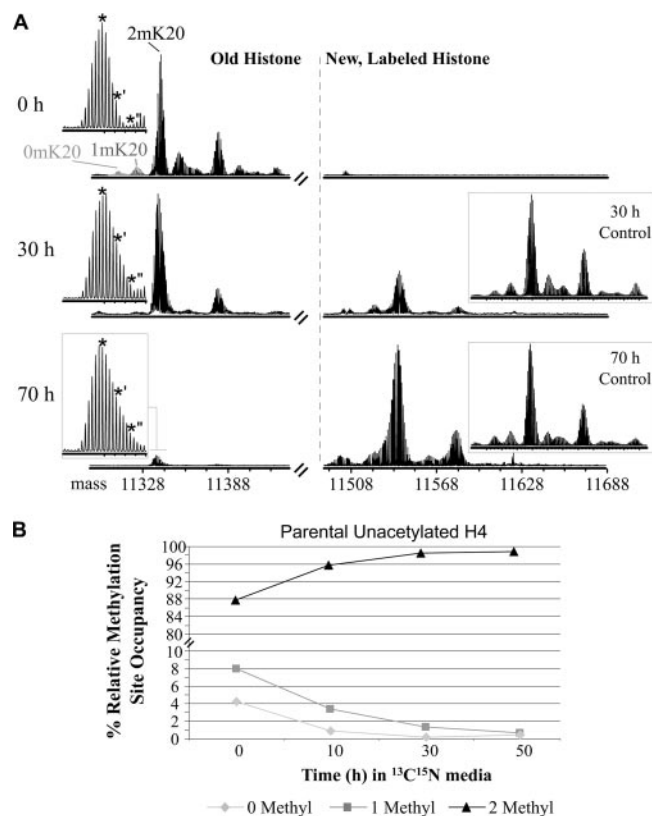 A
Old Histone
New, Labeled Histone
2mK20
*
*'
*"
0 h
0mK20
1mK20
30 h
*
*'
*"
30 h
Control
70 h
*
*'
*"
70 h
Control
mass
11328
11388
11508
11568
11628
11688
B
Parental Unacetylated H4
100
96
92
88
84
80
10
8
6
4
2
0
% Relative Methylation
Site Occupancy
0
10
30
50
Time (h) in ¹³C¹⁵N media
0 Methyl
1 Methyl
2 Methyl